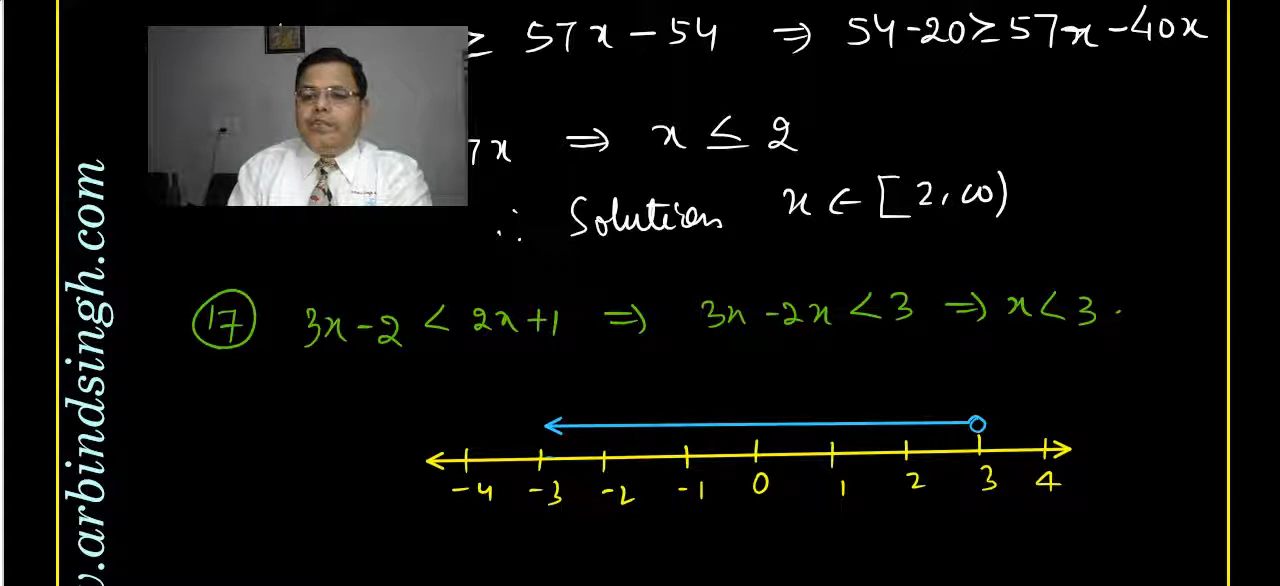 ≥ 57x - 54 ⇒ 54-20 ≥ 57x - 40x
7x ⇒ x ≤ 2
∴ Solution x ∈ [2, ∞)
17 3x - 2 < 2x + 1 ⇒ 3x - 2x < 3 ⇒ x < 3 .
-4 -3 -2 -1 0 1 2 3 4
.arbindsingh.com